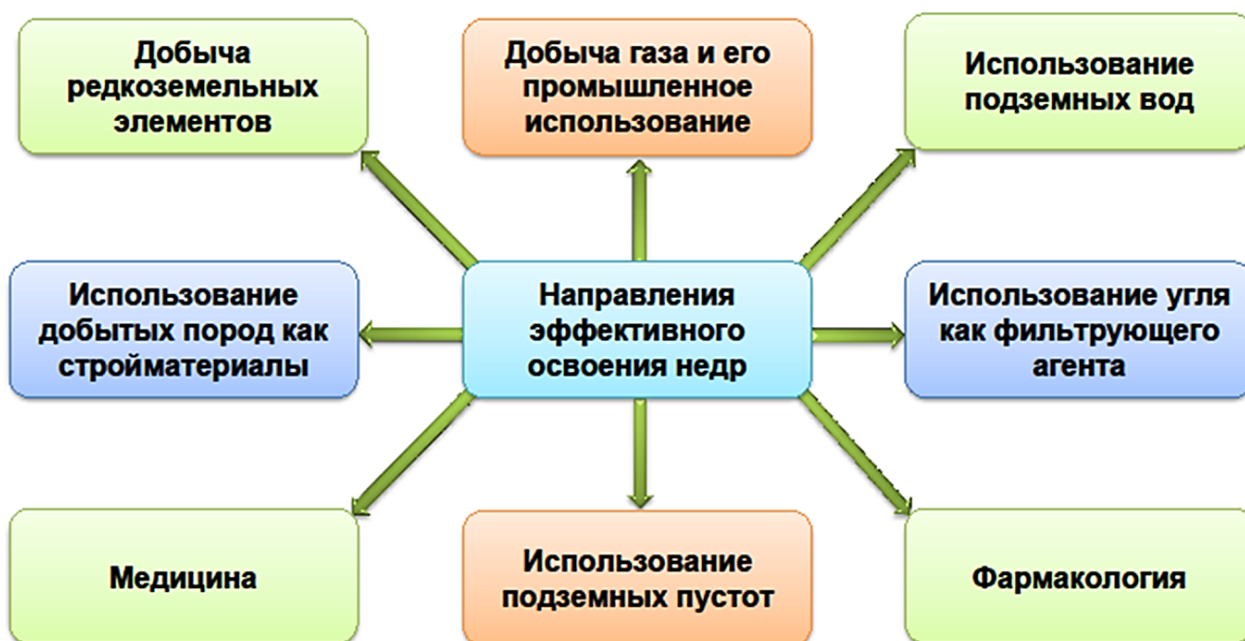 Добыча
редкоземельных
элементов
Добыча газа и его
промышленное
использование
Использование
подземных вод
Использование
добытых пород как
стройматериалы
Направления
эффективного
освоения недр
Использование угля
как фильтрующего
агента
Медицина
Использование
подземных пустот
Фармакология